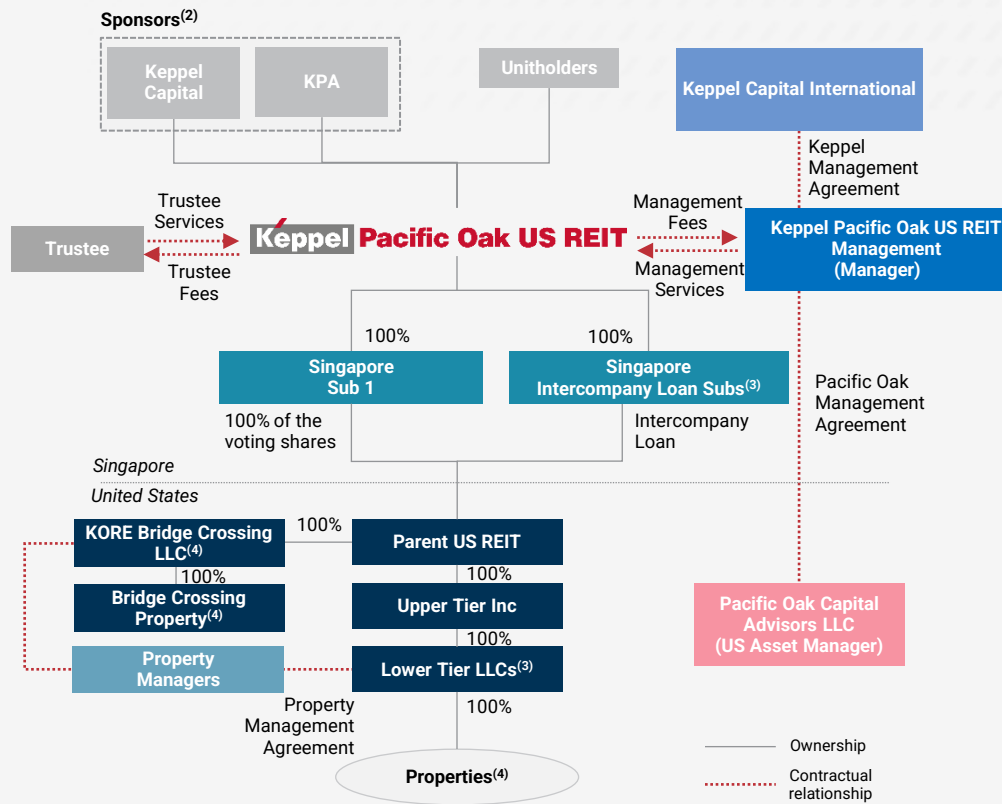 Sponsors(2)
Keppel
Capital
KPA
Unitholders
Keppel Capital International
Keppel
Management
Agreement
Trustee
Trustee
Services
Trustee
Fees
Keppel Pacific Oak US REIT
Management
Fees
Management
Services
Keppel Pacific Oak US REIT
Management
(Manager)
100%
100%
Singapore
Sub 1
Singapore
Intercompany Loan Subs(3)
100% of the
voting shares
Intercompany
Loan
Pacific Oak
Management
Agreement
Singapore
United States
KORE Bridge Crossing
LLC(4)
100%
Parent US REIT
100%
100%
Bridge Crossing
Property(4)
Upper Tier Inc
100%
Property
Managers
Lower Tier LLCs(3)
Pacific Oak Capital
Advisors LLC
(US Asset Manager)
Property
Management
Agreement
100%
Properties(4)
Ownership
Contractual
relationship